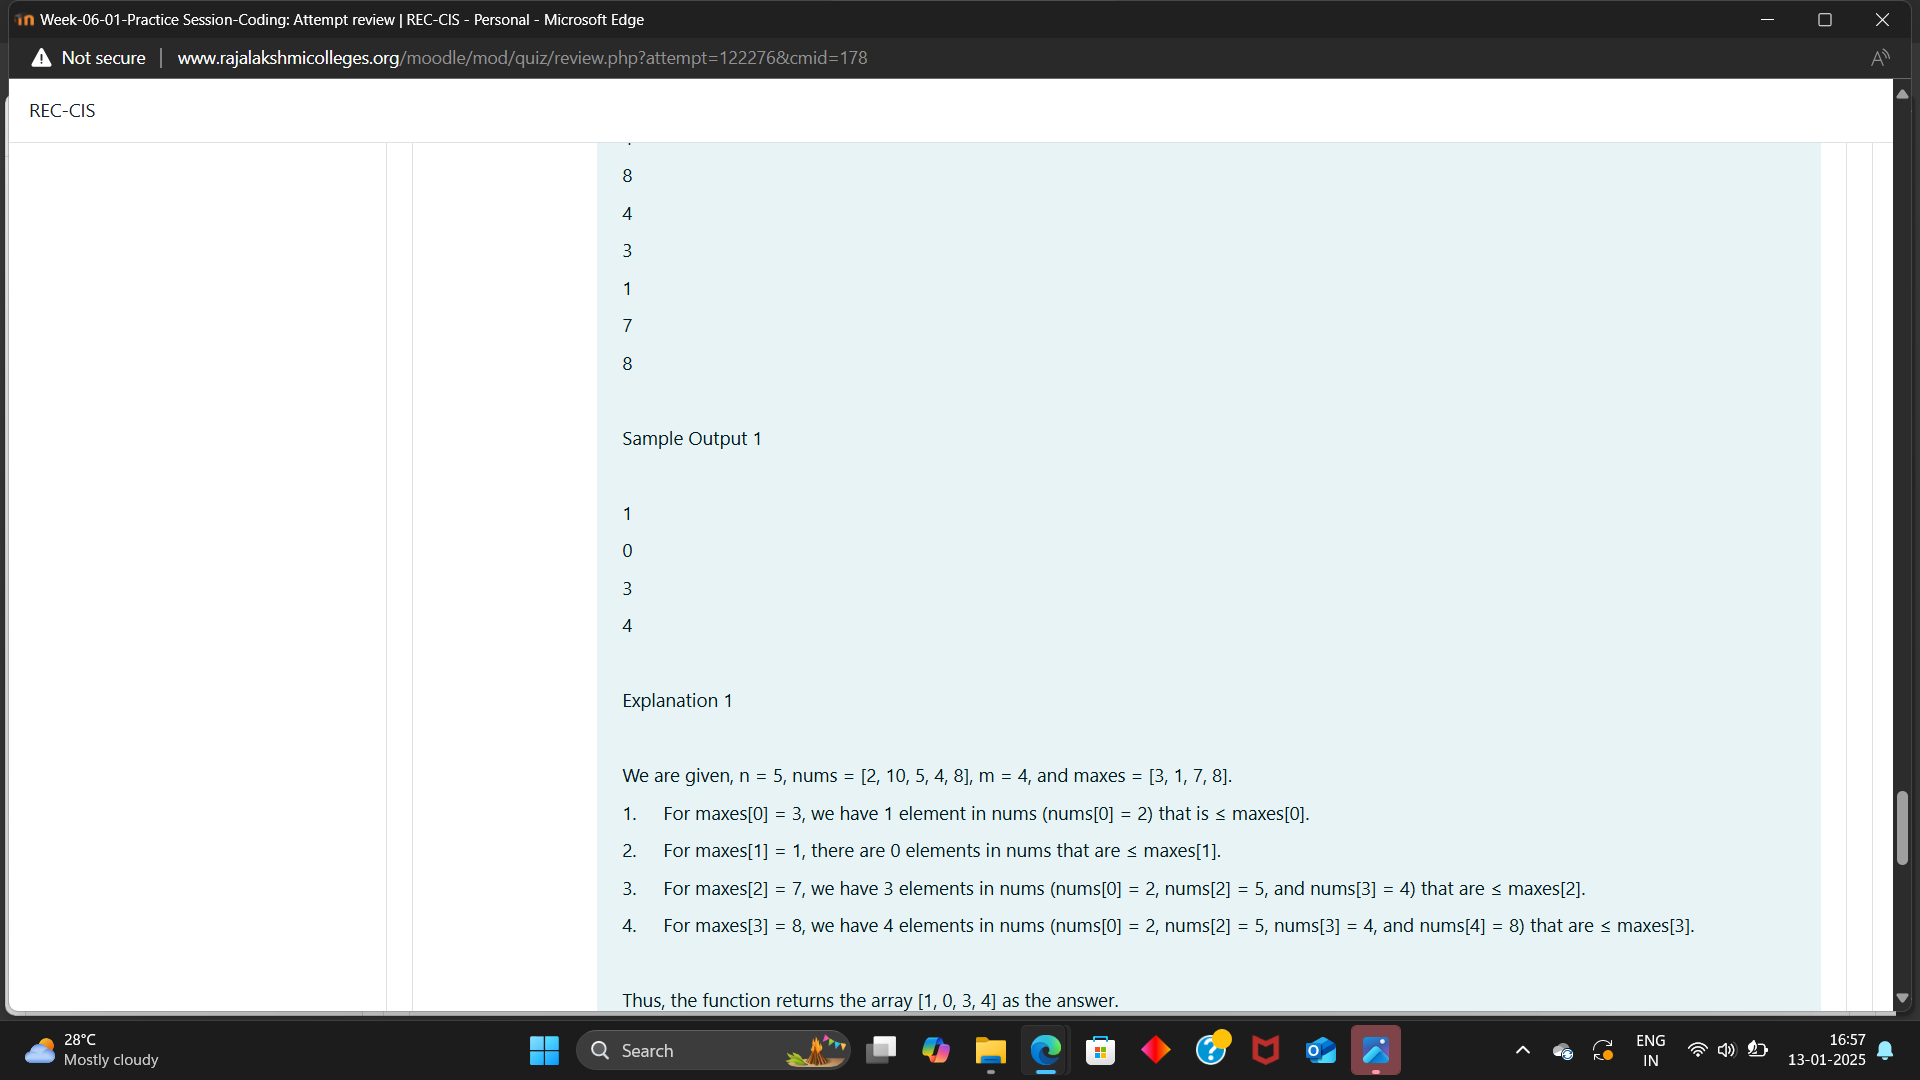 Week-06-01-Practice Session-Coding: Attempt review | REC-CIS - Personal - Microsoft Edge
Not secure | www.rajalakshmicolleges.org/moodle/mod/quiz/review.php?attempt=122276&cmid=178
REC-CIS
8
4
3
1
7
8
Sample Output 1
1
0
3
4
Explanation 1
We are given, n = 5, nums = [2, 10, 5, 4, 8], m = 4, and maxes = [3, 1, 7, 8].
1. For maxes[0] = 3, we have 1 element in nums (nums[0] = 2) that is ≤ maxes[0].
2. For maxes[1] = 1, there are 0 elements in nums that are ≤ maxes[1].
3. For maxes[2] = 7, we have 3 elements in nums (nums[0] = 2, nums[2] = 5, and nums[3] = 4) that are ≤ maxes[2].
4. For maxes[3] = 8, we have 4 elements in nums (nums[0] = 2, nums[2] = 5, nums[3] = 4, and nums[4] = 8) that are ≤ maxes[3].
Thus, the function returns the array [1, 0, 3, 4] as the answer.
28°C
Mostly cloudy
Search
ENG
IN
16:57
13-01-2025